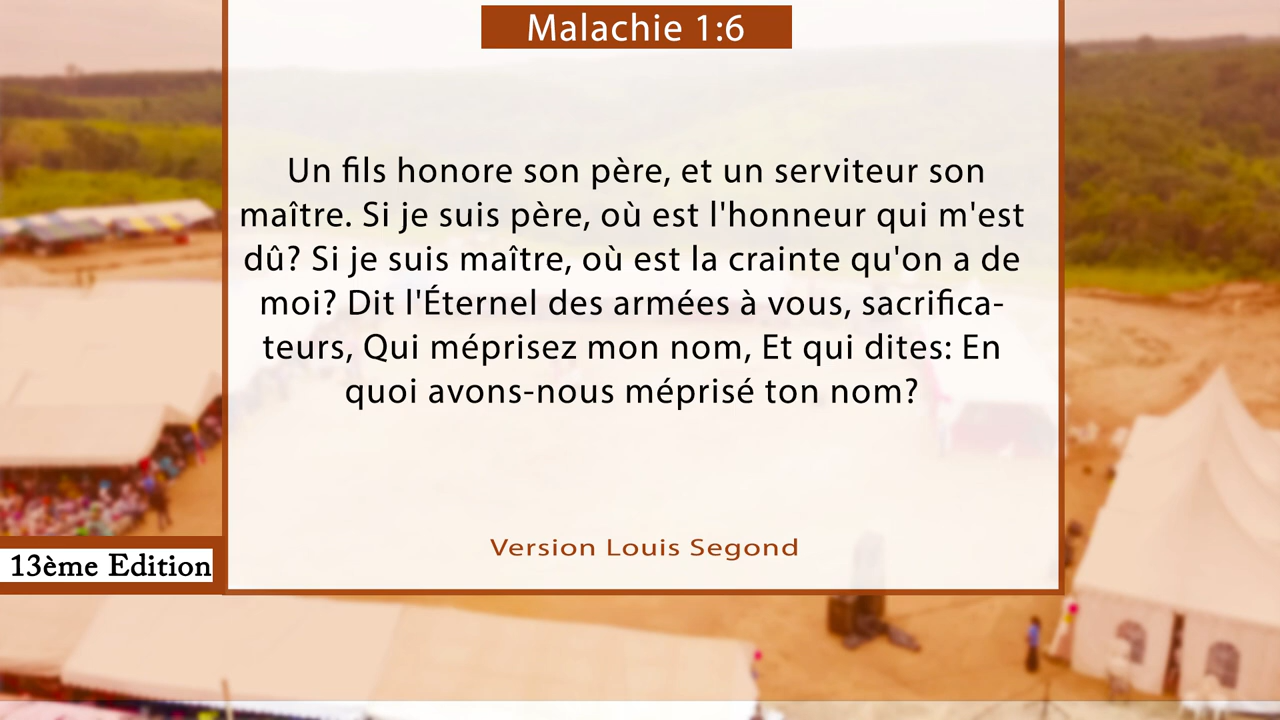 Malachie 1:6
Un fils honore son père, et un serviteur son
maître. Si je suis père, où est l'honneur qui m'est
dû? Si je suis maître, où est la crainte qu'on a de
moi? Dit l'Éternel des armées à vous, sacrifica-
teurs, Qui méprisez mon nom, Et qui dites: En
quoi avons-nous méprisé ton nom?
Version Louis Segond
13ème Edition